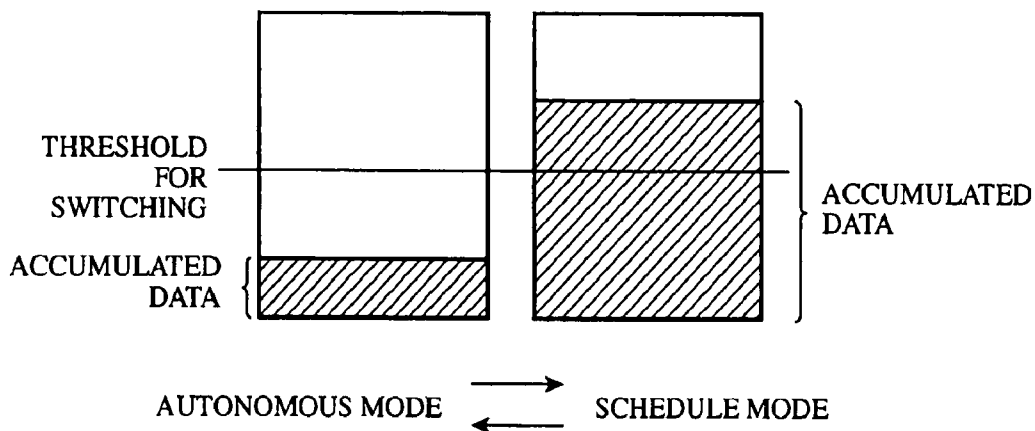 THRESHOLD
FOR
SWITCHING
ACCUMULATED
DATA
ACCUMULATED
DATA
AUTONOMOUS MODE
SCHEDULE MODE